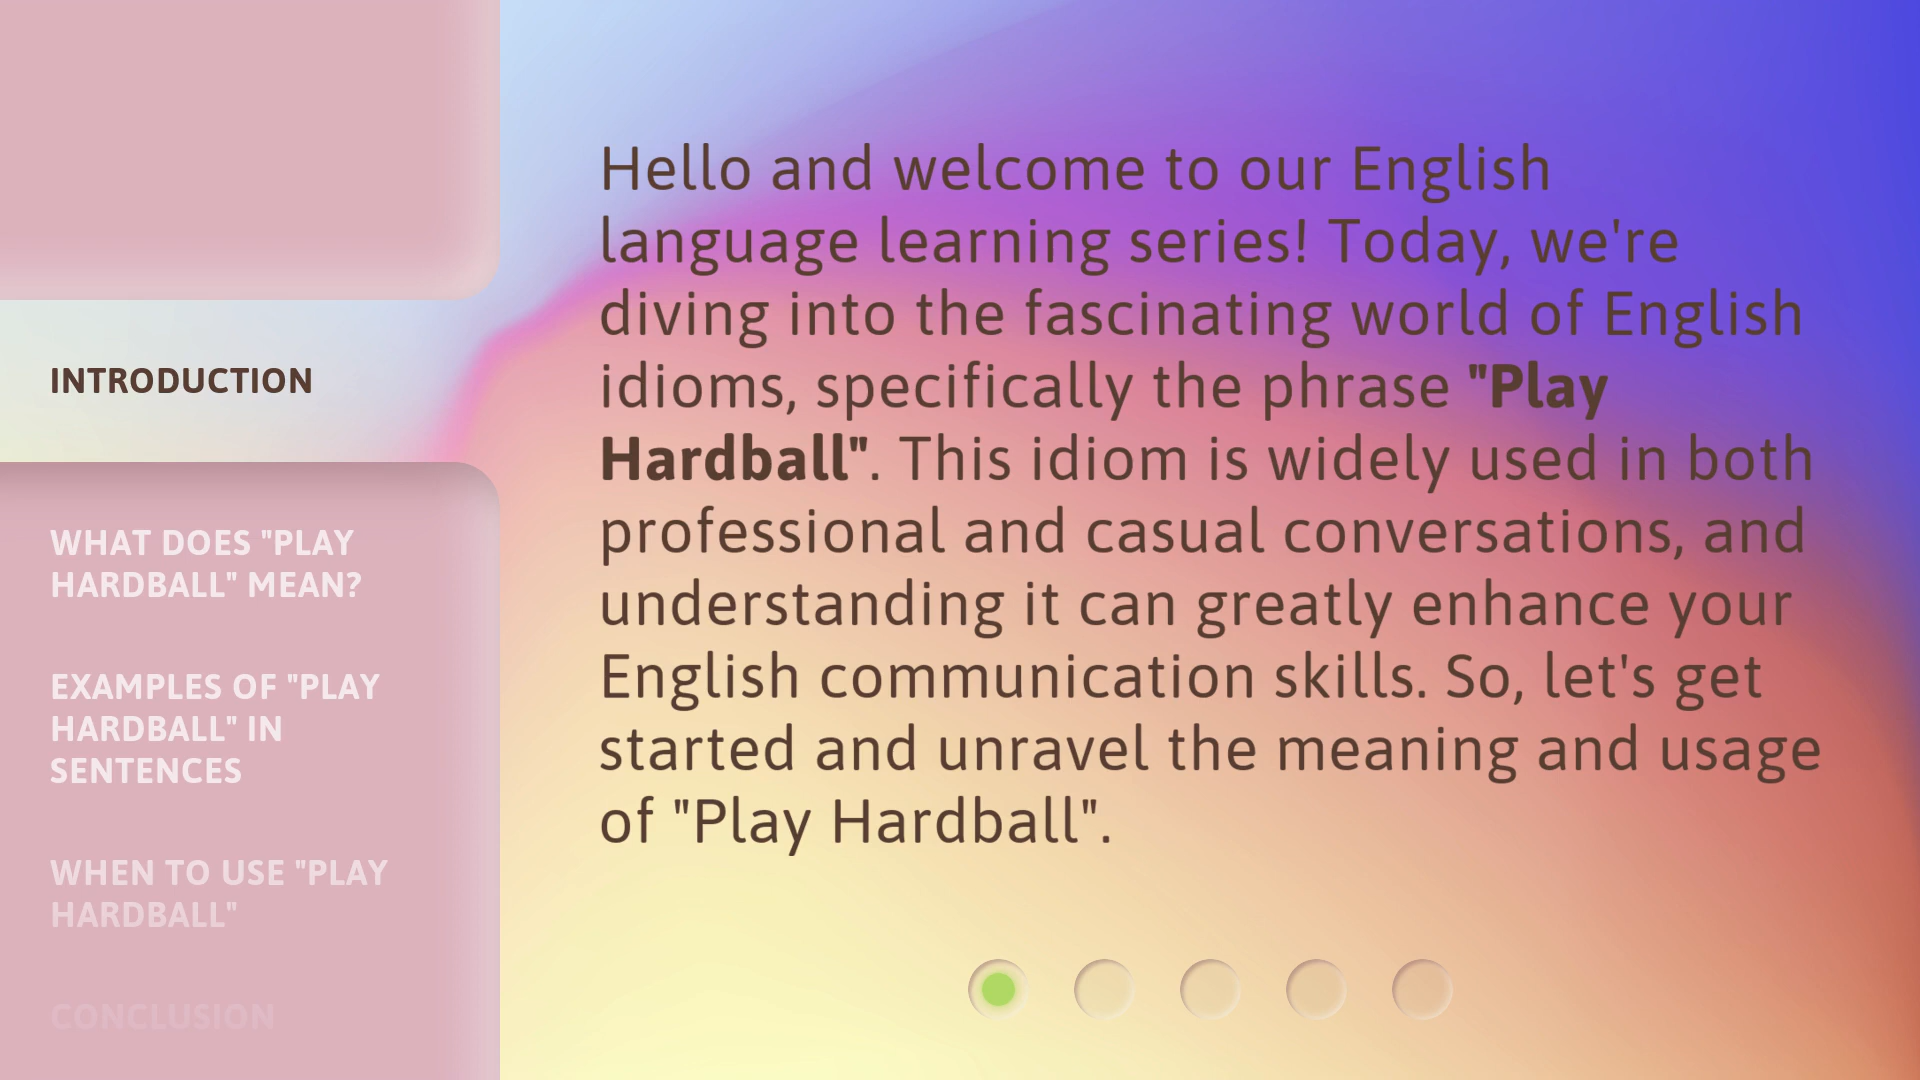 INTRODUCTION
WHAT DOES "PLAY
HARDBALL" MEAN?
EXAMPLES OF "PLAY
HARDBALL" IN
SENTENCES
WHEN TO USE "PLAY
HARDBALL"
CONCLUSION
Hello and welcome to our English
language learning series! Today, we're
diving into the fascinating world of English
idioms, specifically the phrase "Play
Hardball". This idiom is widely used in both
professional and casual conversations, and
understanding it can greatly enhance your
English communication skills. So, let's get
started and unravel the meaning and usage
of "Play Hardball".